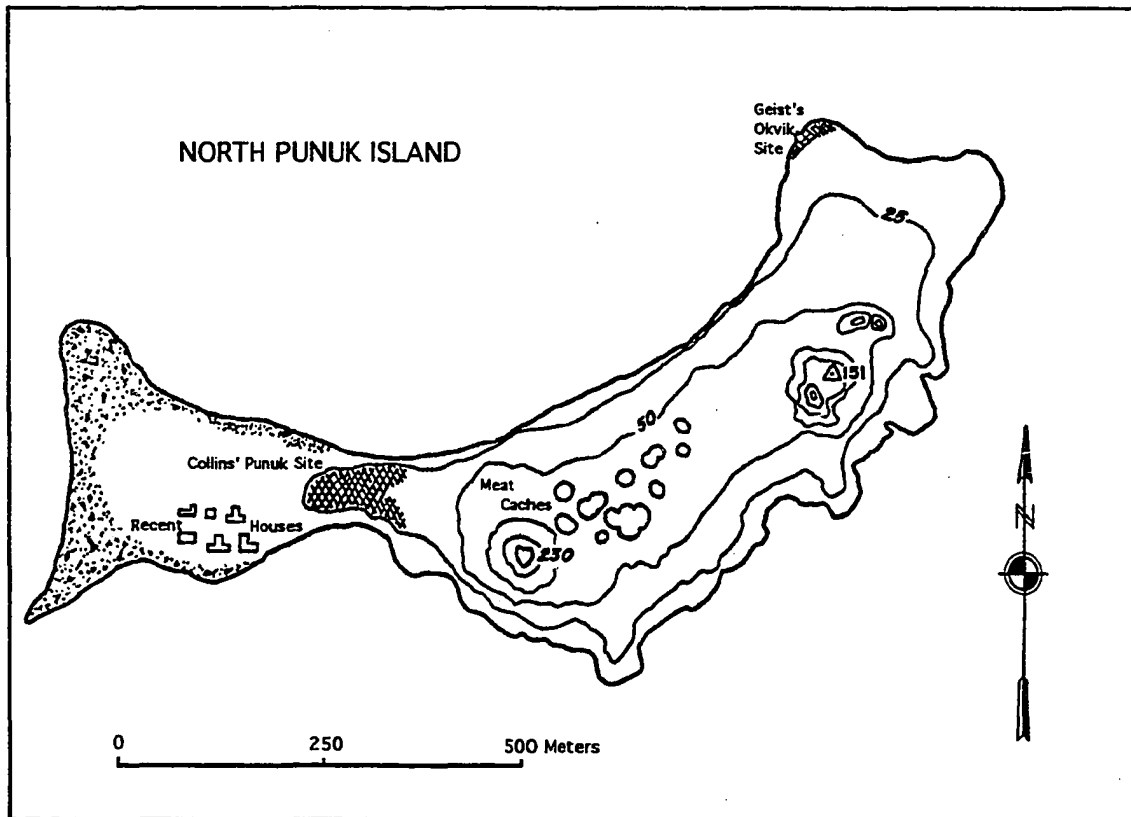 Geist's
Okvik
Site
NORTH PUNUK ISLAND
25
151
50
Collins' Punuk Site
Meat
Caches
Recent Houses
230
N
0 250 500 Meters